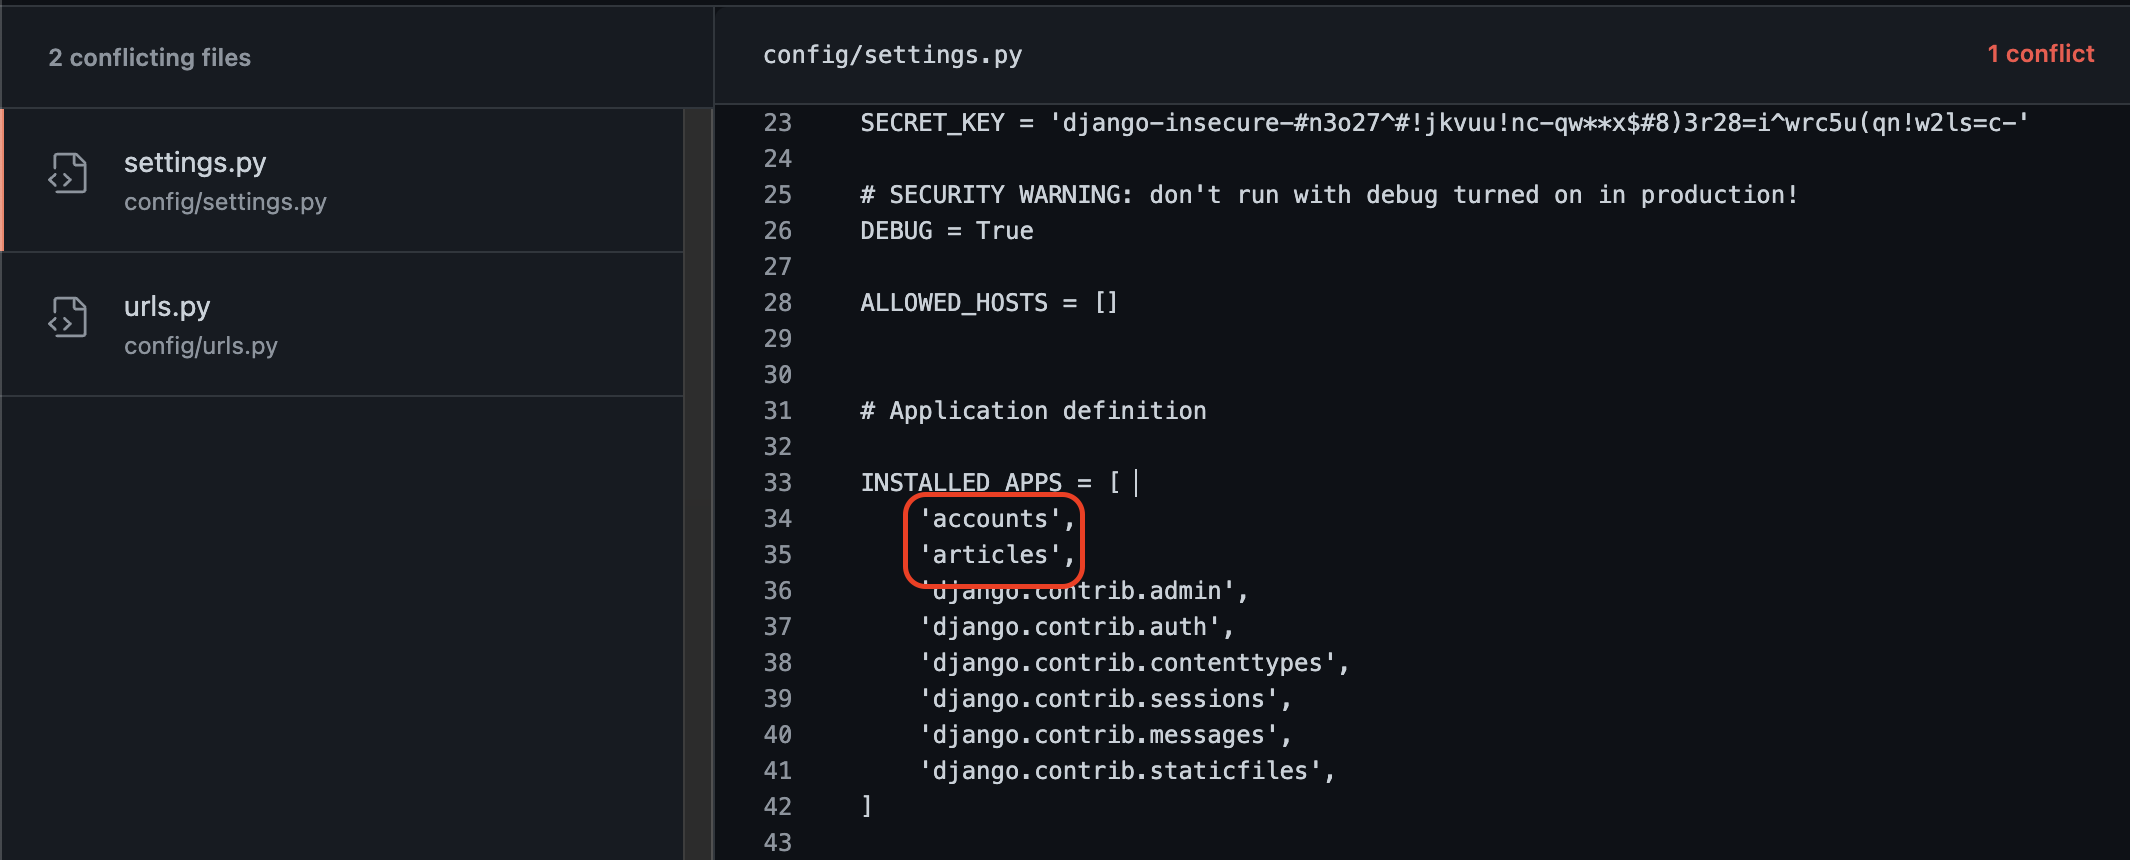 2 conflicting files
settings.py
config/settings.py
urls.py
config/urls.py
config/settings.py
1 conflict
23 SECRET_KEY = 'django-insecure-#n3o27^#!jkvuu!nc-qw**x$#8)3r28=i^wrc5u(qn!w2ls=c-'
24
25 # SECURITY WARNING: don't run with debug turned on in production!
26 DEBUG = True
27
28 ALLOWED_HOSTS = []
29
30
31 # Application definition
32
33 INSTALLED_APPS = [
34 'accounts',
35 'articles',
36 'django.contrib.admin',
37 'django.contrib.auth',
38 'django.contrib.contenttypes',
39 'django.contrib.sessions',
40 'django.contrib.messages',
41 'django.contrib.staticfiles',
42 ]
43